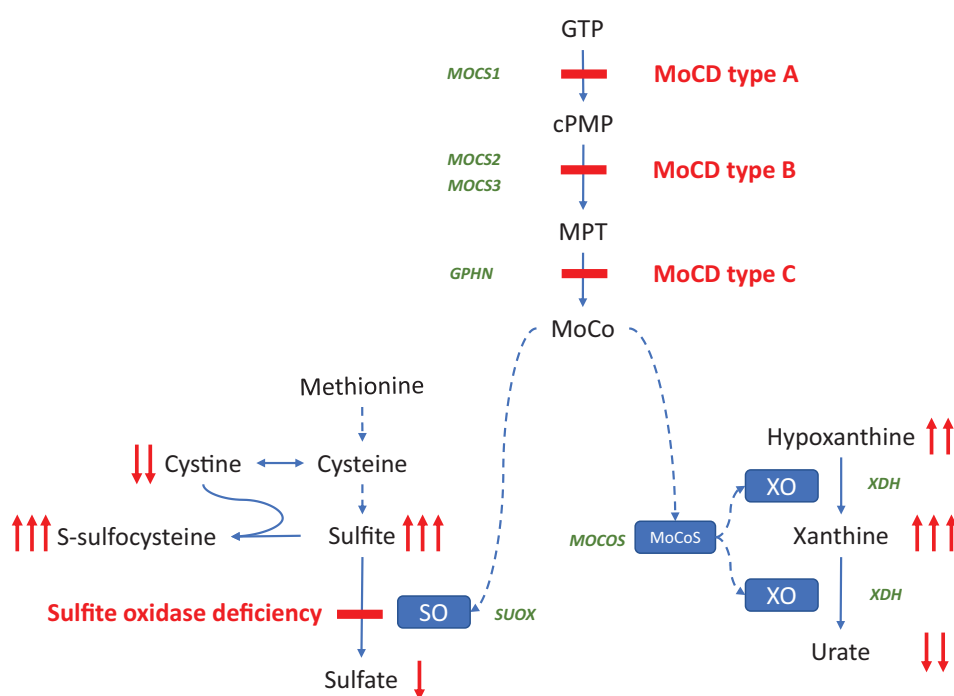 GTP
MOCS1
MoCD type A
cPMP
MOCS2
MOCS3
MoCD type B
MPT
GPHN
MoCD type C
MoCo
Methionine
Cystine
Cysteine
Hypoxanthine
XO
XDH
S-sulfocysteine
Sulfite
MOCOS
MoCoS
Xanthine
Sulfite oxidase deficiency
SO
SUOX
XO
XDH
Urate
Sulfate